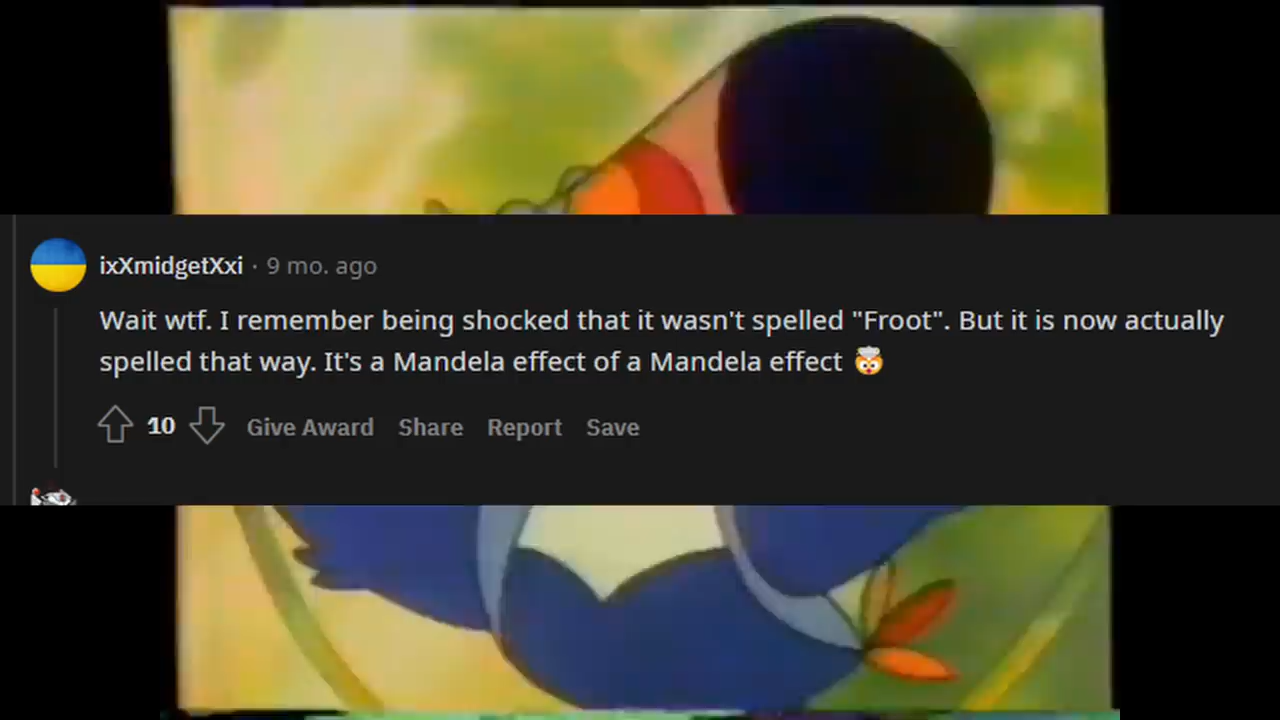 ixXmidgetXxi · 9 mo. ago
Wait wtf. I remember being shocked that it wasn't spelled "Froot". But it is now actually
spelled that way. It's a Mandela effect of a Mandela effect 🤯
10 Give Award Share Report Save